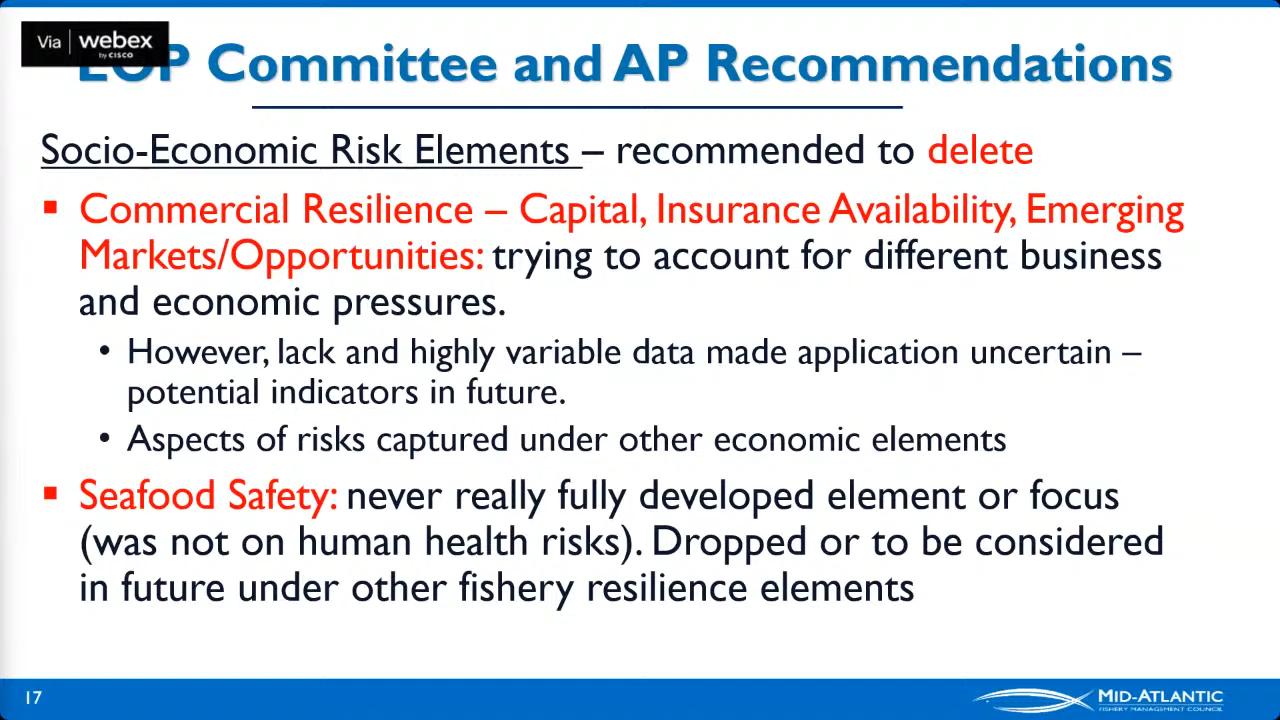 Via webex
by CISCO
EOP Committee and AP Recommendations
Socio-Economic Risk Elements – recommended to delete
▪ Commercial Resilience – Capital, Insurance Availability, Emerging
Markets/Opportunities: trying to account for different business
and economic pressures.
• However, lack and highly variable data made application uncertain –
potential indicators in future.
• Aspects of risks captured under other economic elements
▪ Seafood Safety: never really fully developed element or focus
(was not on human health risks). Dropped or to be considered
in future under other fishery resilience elements
17
MID-ATLANTIC
FISHERY MANAGEMENT COUNCIL